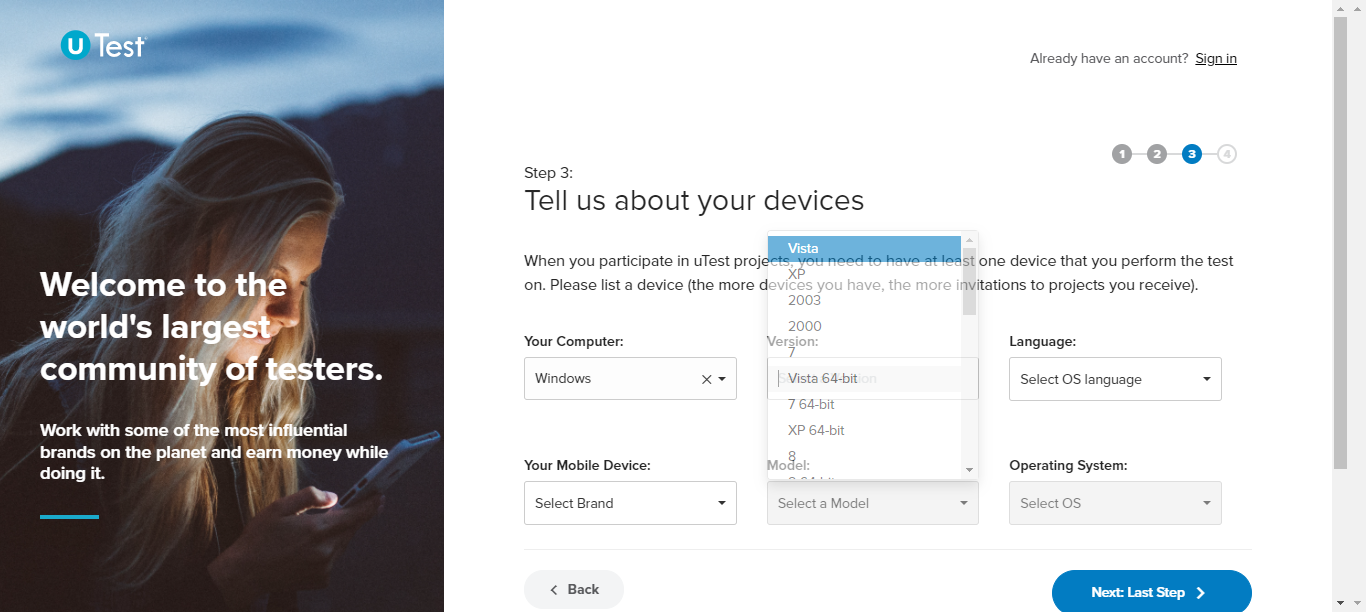 uTest
Already have an account? Sign in
1 2 3 4
Step 3:
Tell us about your devices
When you participate in uTest projects, you need to have at least one device that you perform the test
on. Please list a device (the more devices you have, the more invitations to projects you receive).
Welcome to the
world's largest
community of testers.
Work with some of the most influential
brands on the planet and earn money while
doing it.
Your Computer:
Windows
Version:
Vista
XP
2003
2000
7
Vista 64-bit
7 64-bit
XP 64-bit
8
Language:
Select OS language
Your Mobile Device:
Select Brand
Model:
Select a Model
Operating System:
Select OS
Back
Next: Last Step